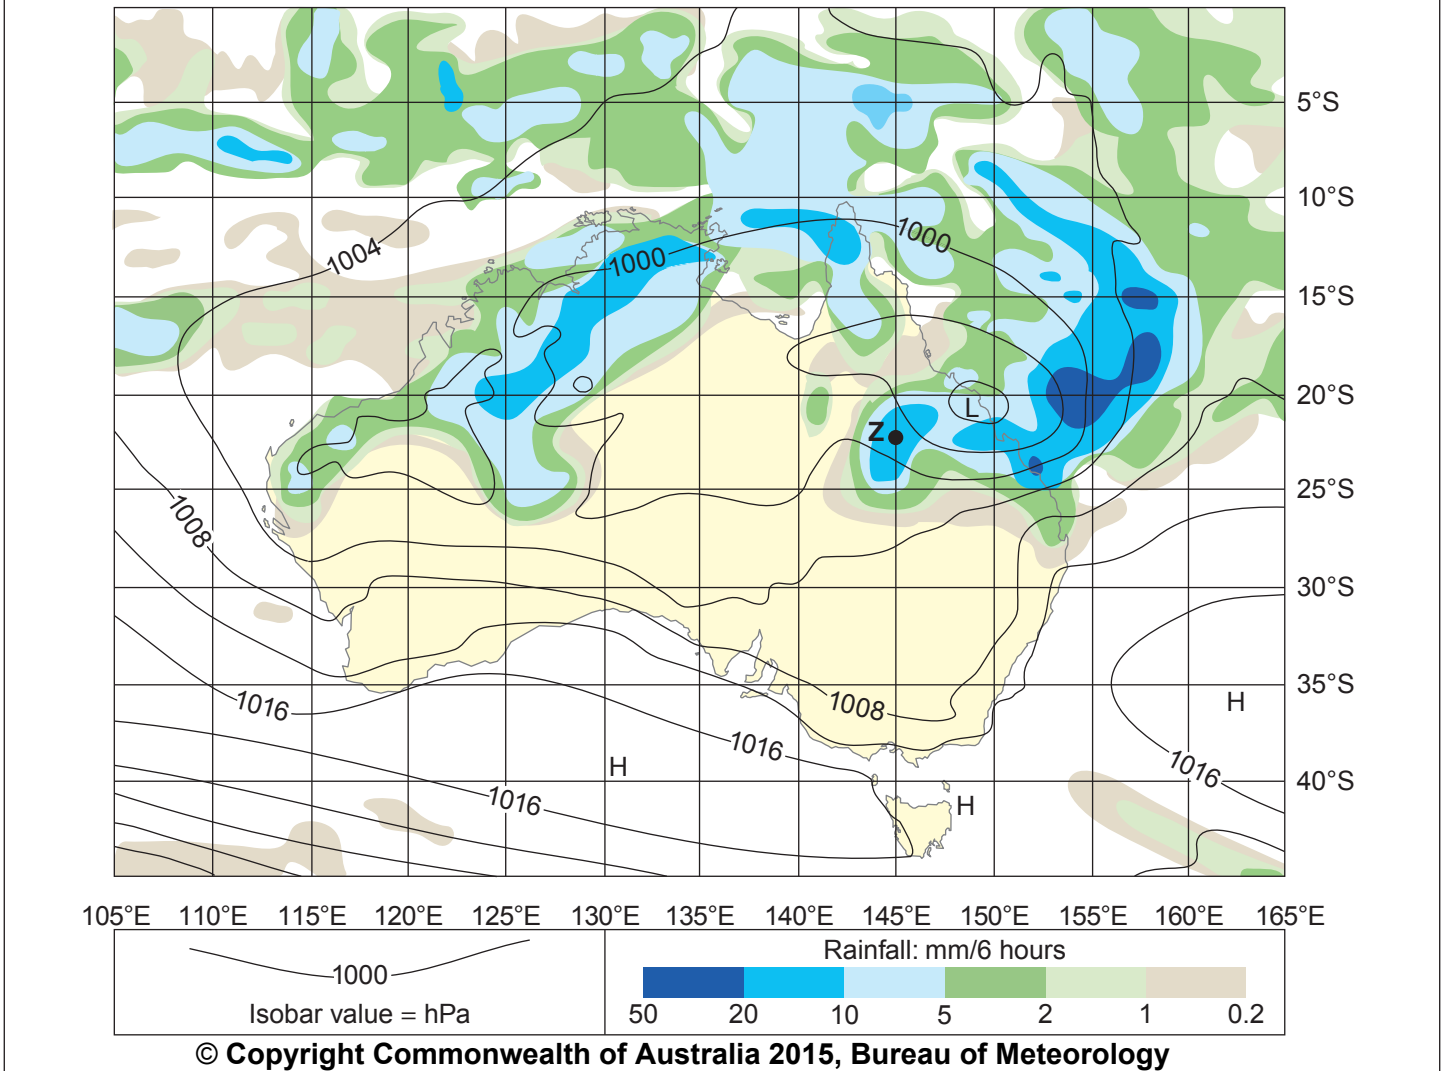 5°S
10°S
1000
1004
1000
15°S
20°S
L
Z
25°S
1008
30°S
35°S
H
1016
1008
1016
H
1016
40°S
1016
H
105°E 110°E 115°E 120°E 125°E 130°E 135°E 140°E 145°E 150°E 155°E 160°E 165°E
1000
Isobar value = hPa
Rainfall: mm/6 hours
50 20 10 5 2 1 0.2
© Copyright Commonwealth of Australia 2015, Bureau of Meteorology